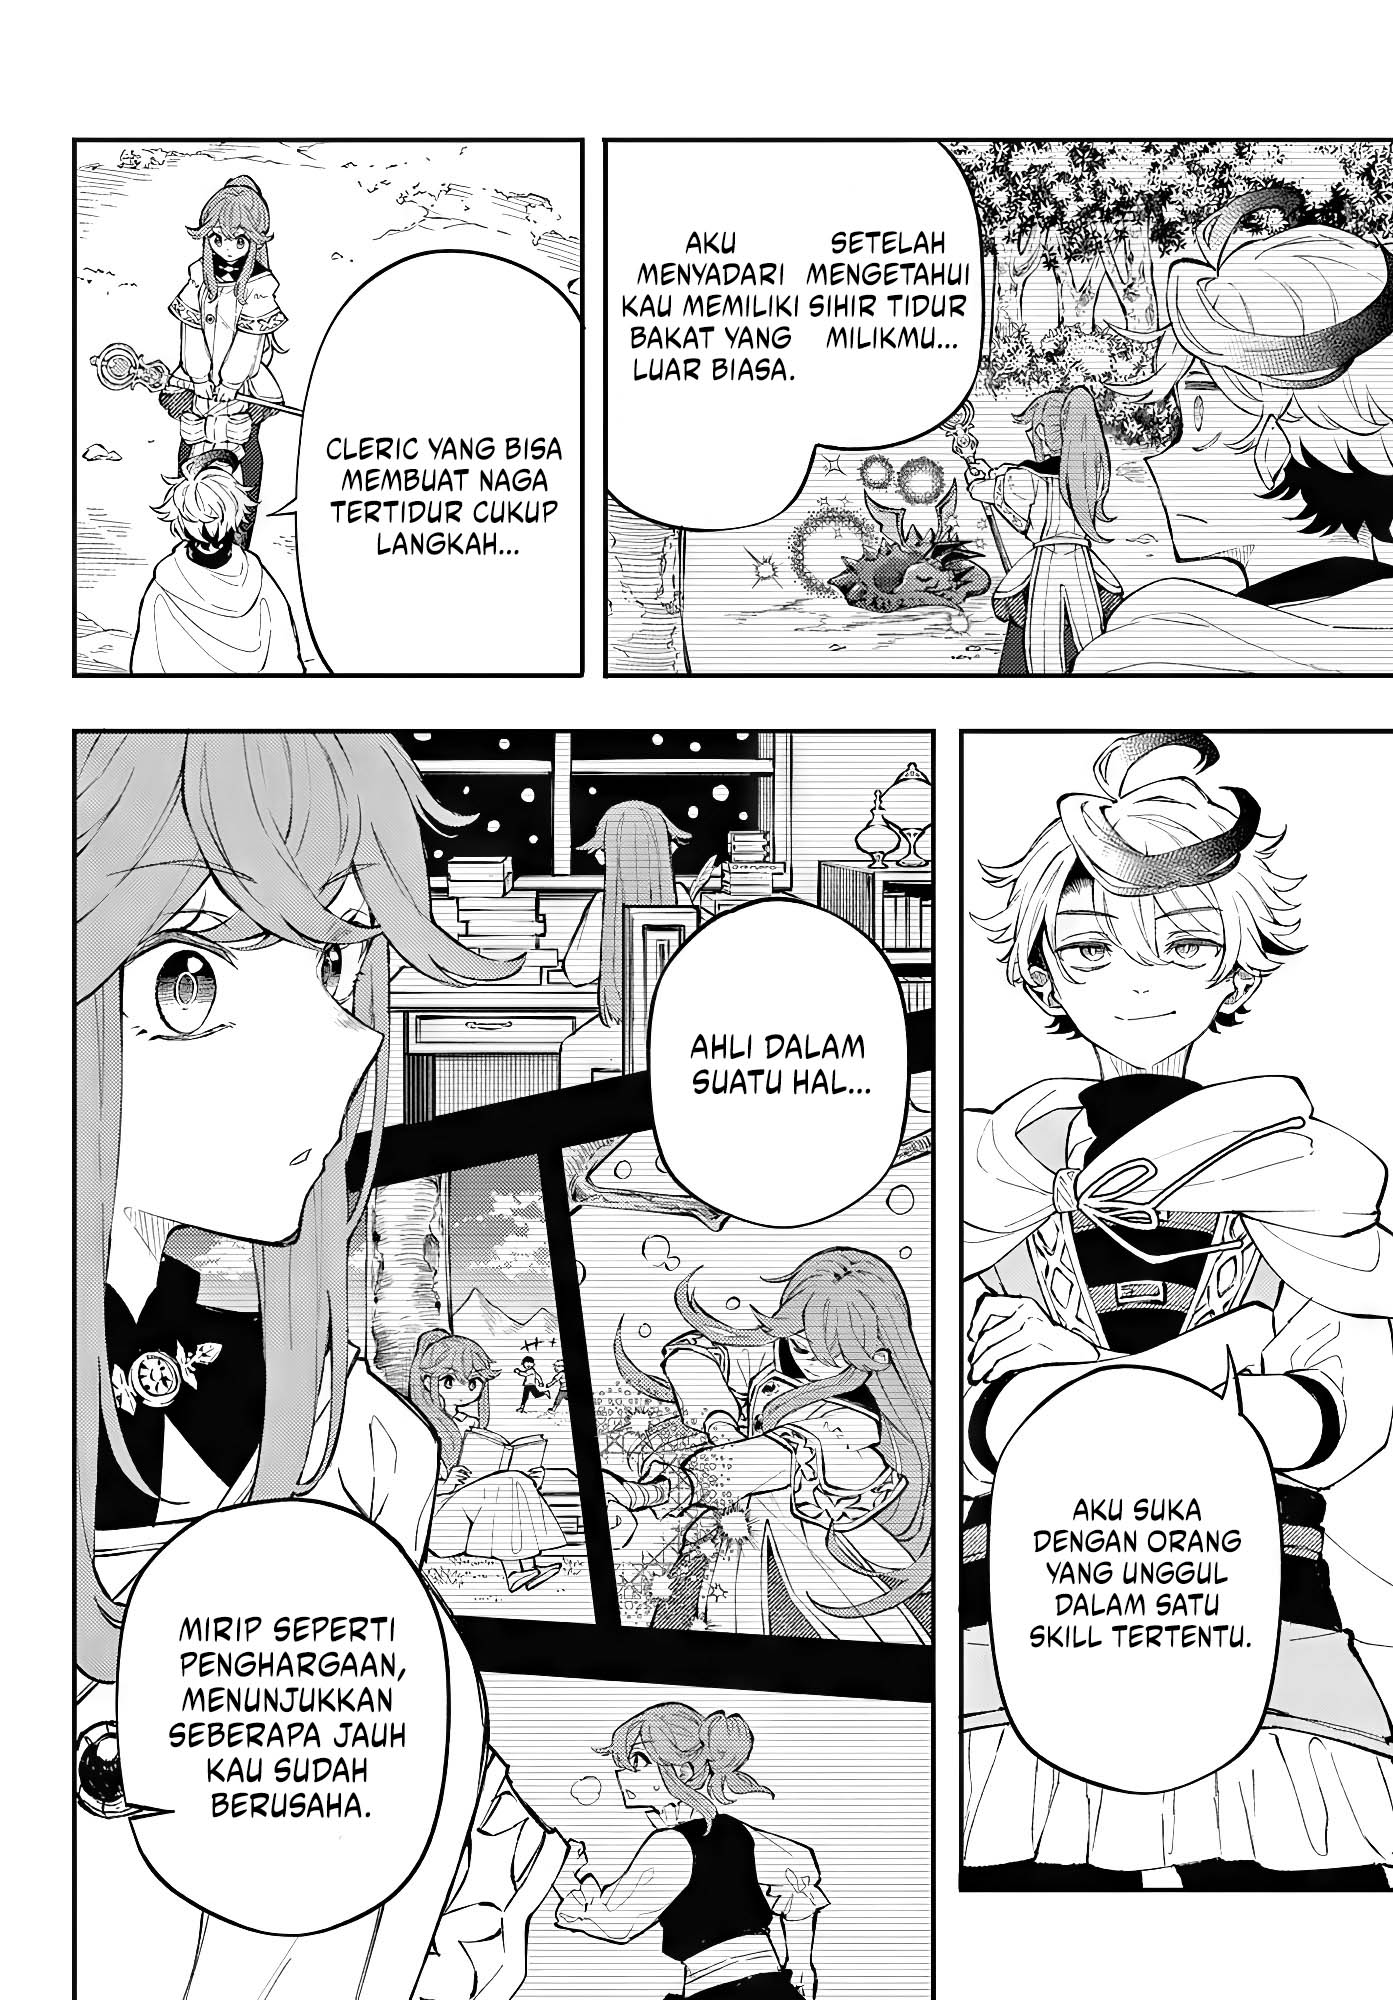 SETELAH
MENGETAHUI
SIHIR TIDUR
MILIKMU...
AKU
MENYADARI
KAU MEMILIKI
BAKAT YANG
LUAR BIASA.
CLERIC YANG BISA
MEMBUAT NAGA
TERTIDUR CUKUP
LANGKAH...
AKU SUKA
DENGAN ORANG
YANG UNGGUL
DALAM SATU
SKILL TERTENTU.
AHLI DALAM
SUATU HAL...
MIRIP SEPERTI
PENGHARGAAN,
MENUNJUKKAN
SEBERAPA JAUH
KAU SUDAH
BERUSAHA.